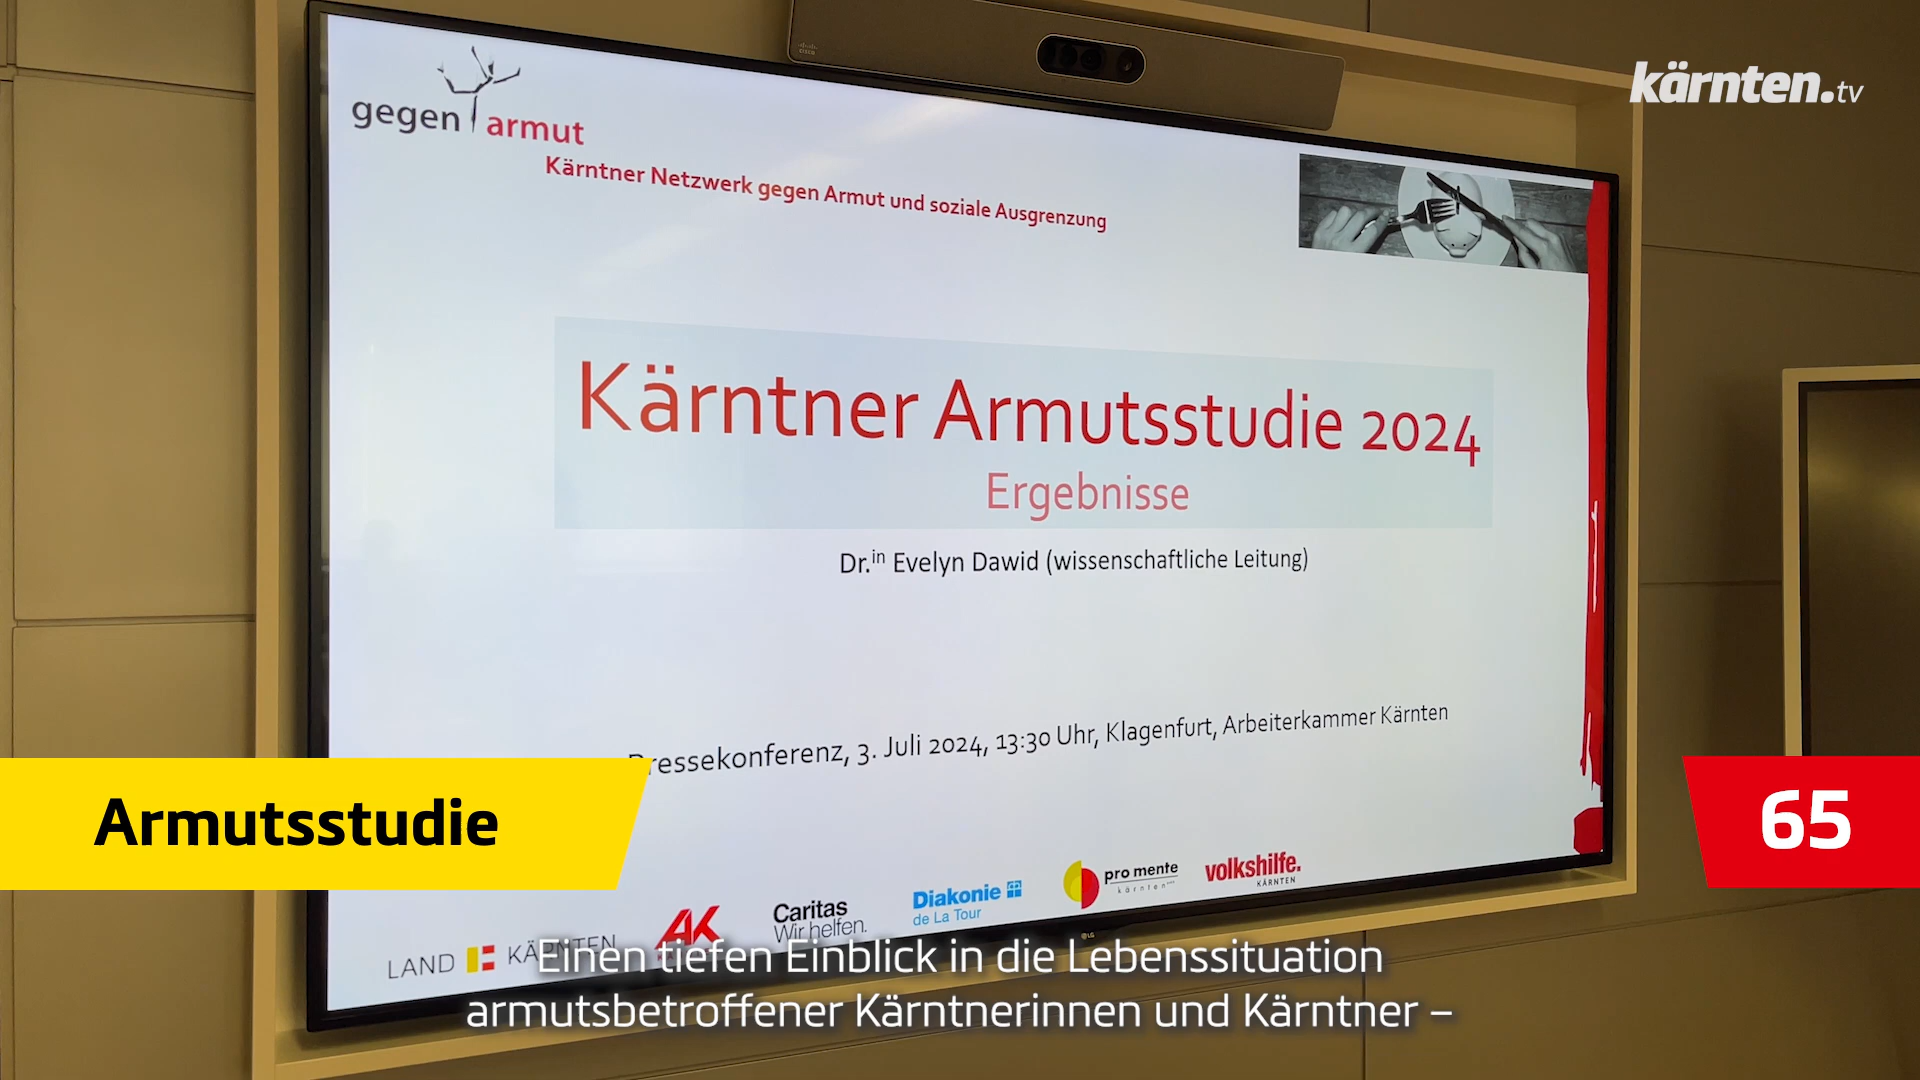 kärnten.tv
gegen armut
Kärntner Netzwerk gegen Armut und soziale Ausgrenzung
Kärntner Armutsstudie 2024
Ergebnisse
Dr.in Evelyn Dawid (wissenschaftliche Leitung)
Pressekonferenz, 3. Juli 2024, 13:30 Uhr, Klagenfurt, Arbeiterkammer Kärnten
Armutsstudie
65
LAND KÄRNTEN
AK
Caritas
Wir helfen.
Diakonie
de La Tour
pro mente
kärnten
volkshilfe.
KÄRNTEN
LG
Einen tiefen Einblick in die Lebenssituation
armutsbetroffener Kärntnerinnen und Kärntner –